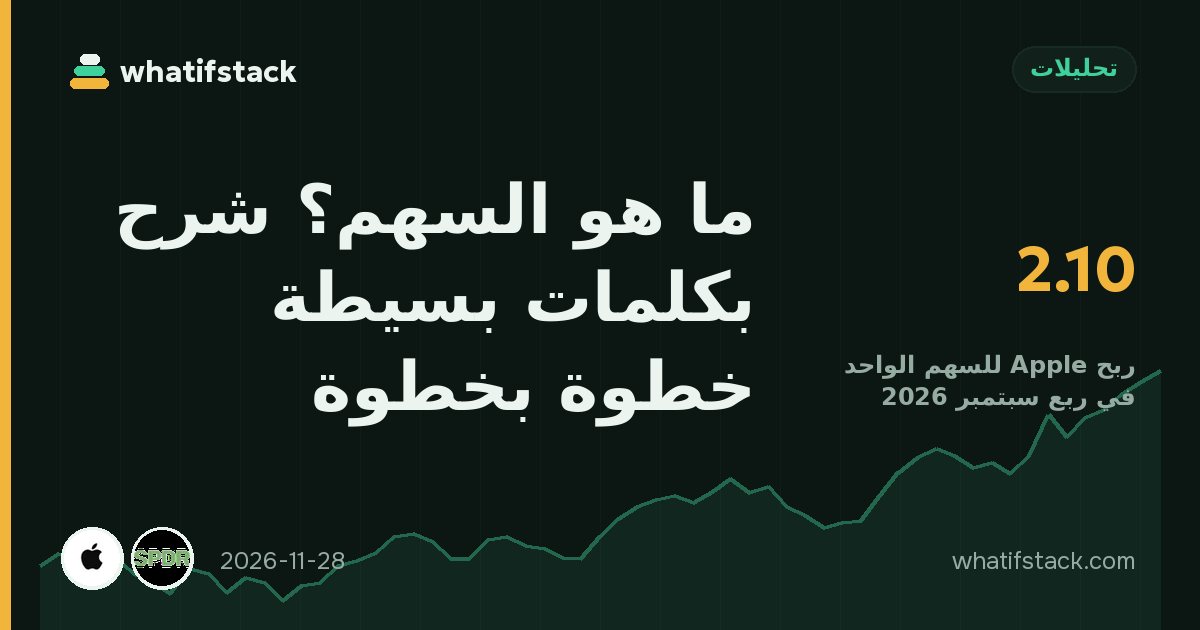 whatifstack
تحليلات
ما هو السهم؟ شرح
بكلمات بسيطة
خطوة بخطوة
2.10
ربح Apple للسهم الواحد
في ربع سبتمبر 2026
SPDR
2026-11-28
whatifstack.com